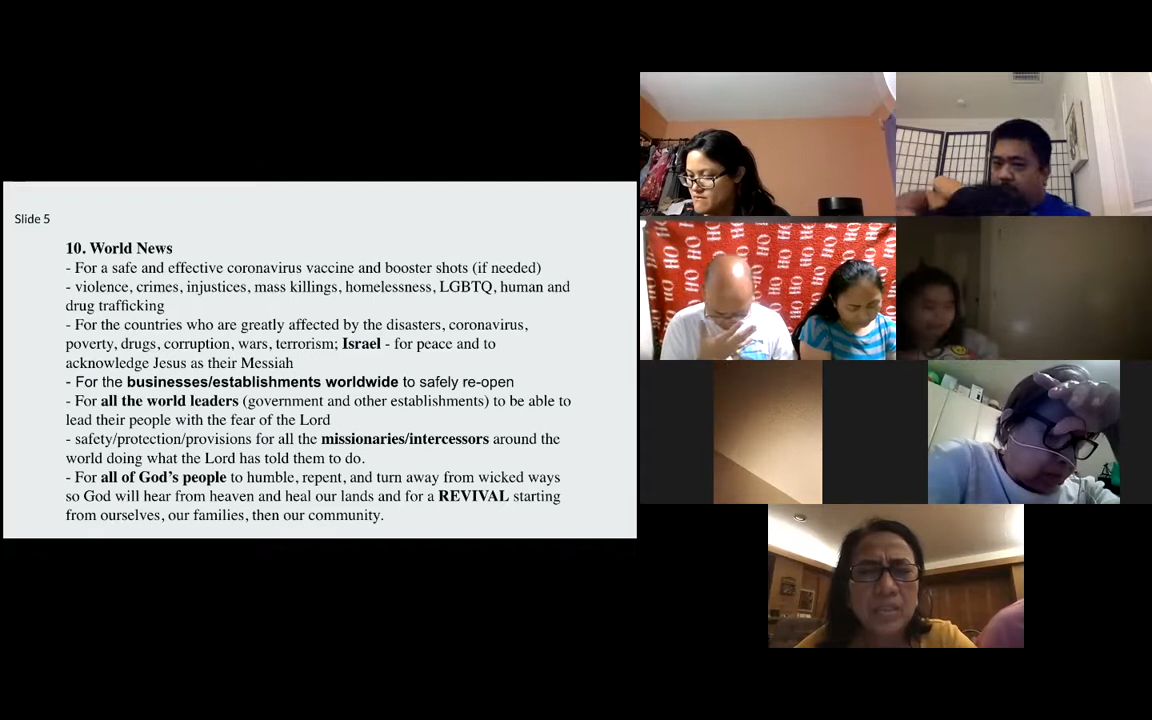 Slide 5
10. World News
- For a safe and effective coronavirus vaccine and booster shots (if needed)
- violence, crimes, injustices, mass killings, homelessness, LGBTQ, human and
drug trafficking
- For the countries who are greatly affected by the disasters, coronavirus,
poverty, drugs, corruption, wars, terrorism; Israel - for peace and to
acknowledge Jesus as their Messiah
- For the businesses/establishments worldwide to safely re-open
- For all the world leaders (government and other establishments) to be able to
lead their people with the fear of the Lord
- safety/protection/provisions for all the missionaries/intercessors around the
world doing what the Lord has told them to do.
- For all of God's people to humble, repent, and turn away from wicked ways
so God will hear from heaven and heal our lands and for a REVIVAL starting
from ourselves, our families, then our community.
HO HO HO